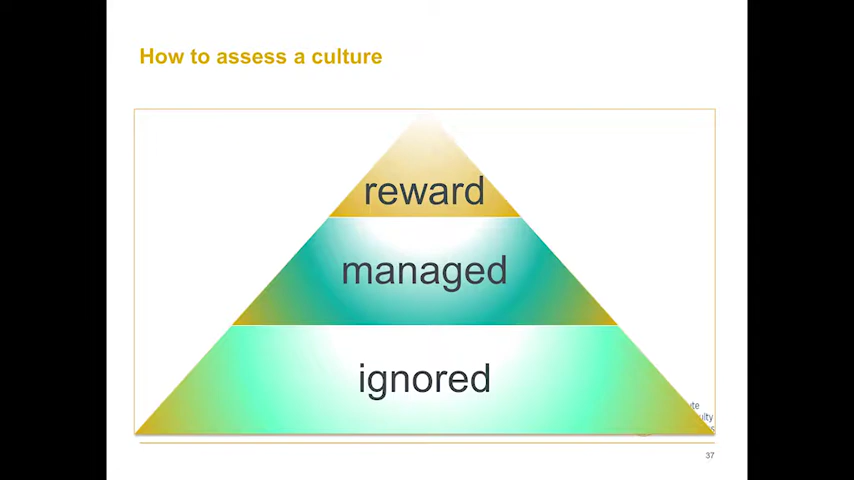 How to assess a culture
reward
managed
ignored
37